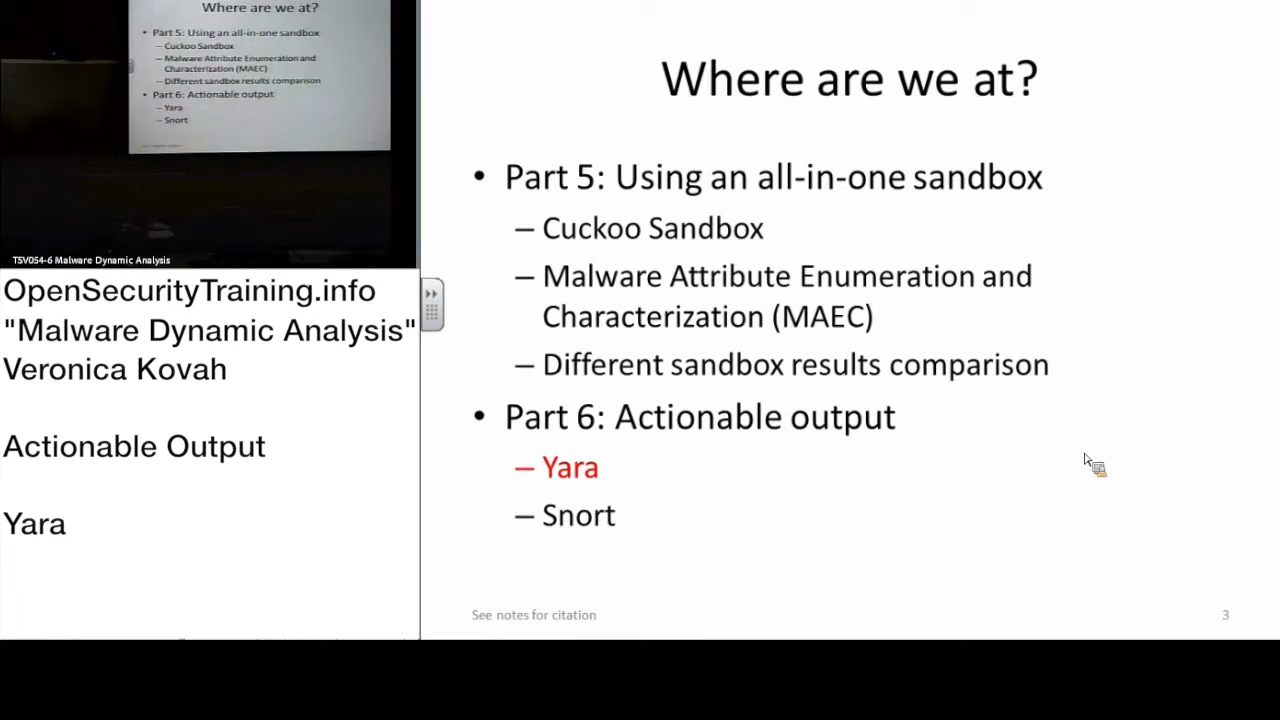 Where are we at?
• Part 5: Using an all-in-one sandbox
– Cuckoo Sandbox
– Malware Attribute Enumeration and
Characterization (MAEC)
– Different sandbox results comparison
• Part 6: Actionable output
– Yara
– Snort
TSV054-6 Malware Dynamic Analysis
OpenSecurityTraining.info
"Malware Dynamic Analysis"
Veronica Kovah
Actionable Output
Yara
Where are we at?
• Part 5: Using an all-in-one sandbox
– Cuckoo Sandbox
– Malware Attribute Enumeration and
Characterization (MAEC)
– Different sandbox results comparison
• Part 6: Actionable output
– Yara
– Snort
See notes for citation
3